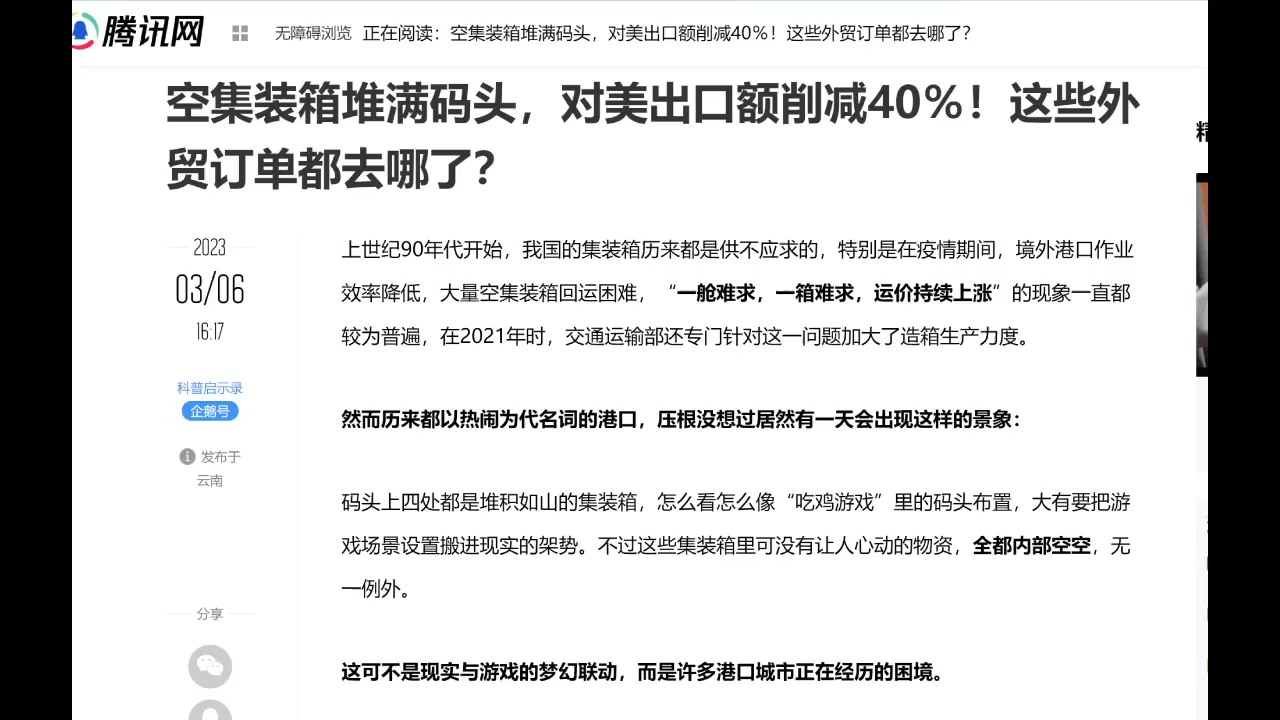 腾讯网
无障碍浏览 正在阅读：空集装箱堆满码头，对美出口额削减40%！这些外贸订单都去哪了？
空集装箱堆满码头，对美出口额削减40%！这些外
贸订单都去哪了？
2023
03/06
16:17
科普启示录
企鹅号
发布于
云南
分享
上世纪90年代开始，我国的集装箱历来都是供不应求的，特别是在疫情期间，境外港口作业
效率降低，大量空集装箱回运困难，“一舱难求，一箱难求，运价持续上涨”的现象一直都
较为普遍，在2021年时，交通运输部还专门针对这一问题加大了造箱生产力度。
然而历来都以热闹为代名词的港口，压根没想过居然有一天会出现这样的景象：
码头上四处都是堆积如山的集装箱，怎么看怎么像“吃鸡游戏”里的码头布置，大有要把游
戏场景设置搬进现实的架势。不过这些集装箱里可没有让人心动的物资，全都内部空空，无
一例外。
这可不是现实与游戏的梦幻联动，而是许多港口城市正在经历的困境。